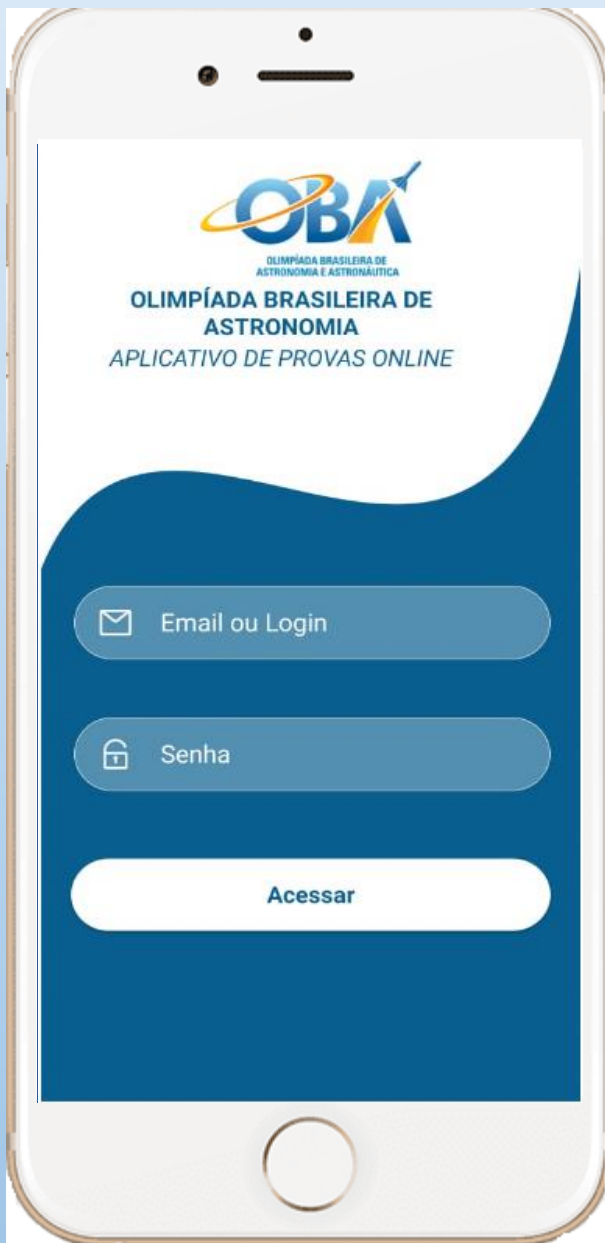 OBA
OLIMPÍADA BRASILEIRA DE
ASTRONOMIA E ASTRONÁUTICA
OLIMPÍADA BRASILEIRA DE
ASTRONOMIA
APLICATIVO DE PROVAS ONLINE
Email ou Login
Senha
Acessar